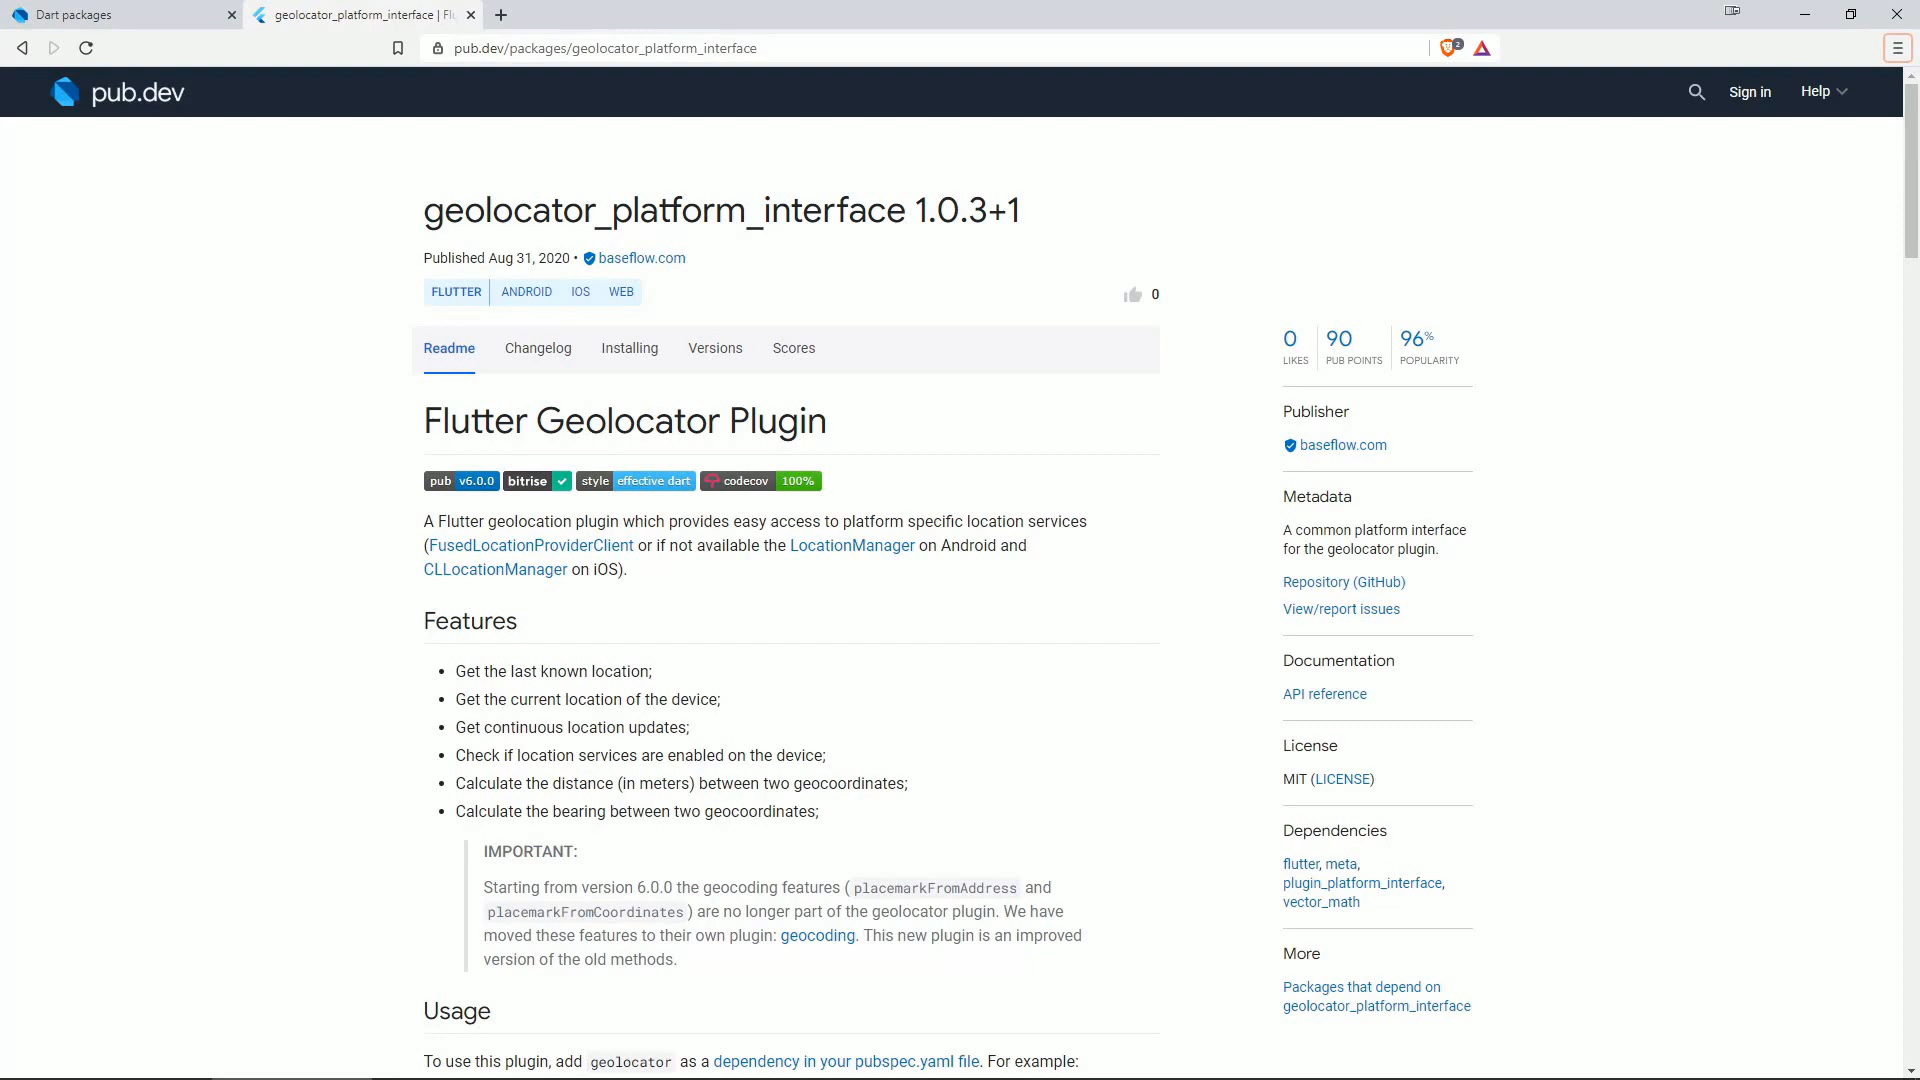 Dart packages
geolocator_platform_interface | Flu
pub.dev/packages/geolocator_platform_interface
2
pub.dev
Sign in
Help
geolocator_platform_interface 1.0.3+1
Published Aug 31, 2020 • baseflow.com
FLUTTER ANDROID IOS WEB
0
Readme Changelog Installing Versions Scores
Flutter Geolocator Plugin
pub v6.0.0 bitrise style effective dart codecov 100%
A Flutter geolocation plugin which provides easy access to platform specific location services
(FusedLocationProviderClient or if not available the LocationManager on Android and
CLLocationManager on iOS).
Features
• Get the last known location;
• Get the current location of the device;
• Get continuous location updates;
• Check if location services are enabled on the device;
• Calculate the distance (in meters) between two geocoordinates;
• Calculate the bearing between two geocoordinates;
IMPORTANT:
Starting from version 6.0.0 the geocoding features ( placemarkFromAddress and
placemarkFromCoordinates ) are no longer part of the geolocator plugin. We have
moved these features to their own plugin: geocoding. This new plugin is an improved
version of the old methods.
Usage
To use this plugin, add geolocator as a dependency in your pubspec.yaml file. For example:
0 90 96%
LIKES PUB POINTS POPULARITY
Publisher
baseflow.com
Metadata
A common platform interface
for the geolocator plugin.
Repository (GitHub)
View/report issues
Documentation
API reference
License
MIT (LICENSE)
Dependencies
flutter, meta,
plugin_platform_interface,
vector_math
More
Packages that depend on
geolocator_platform_interface